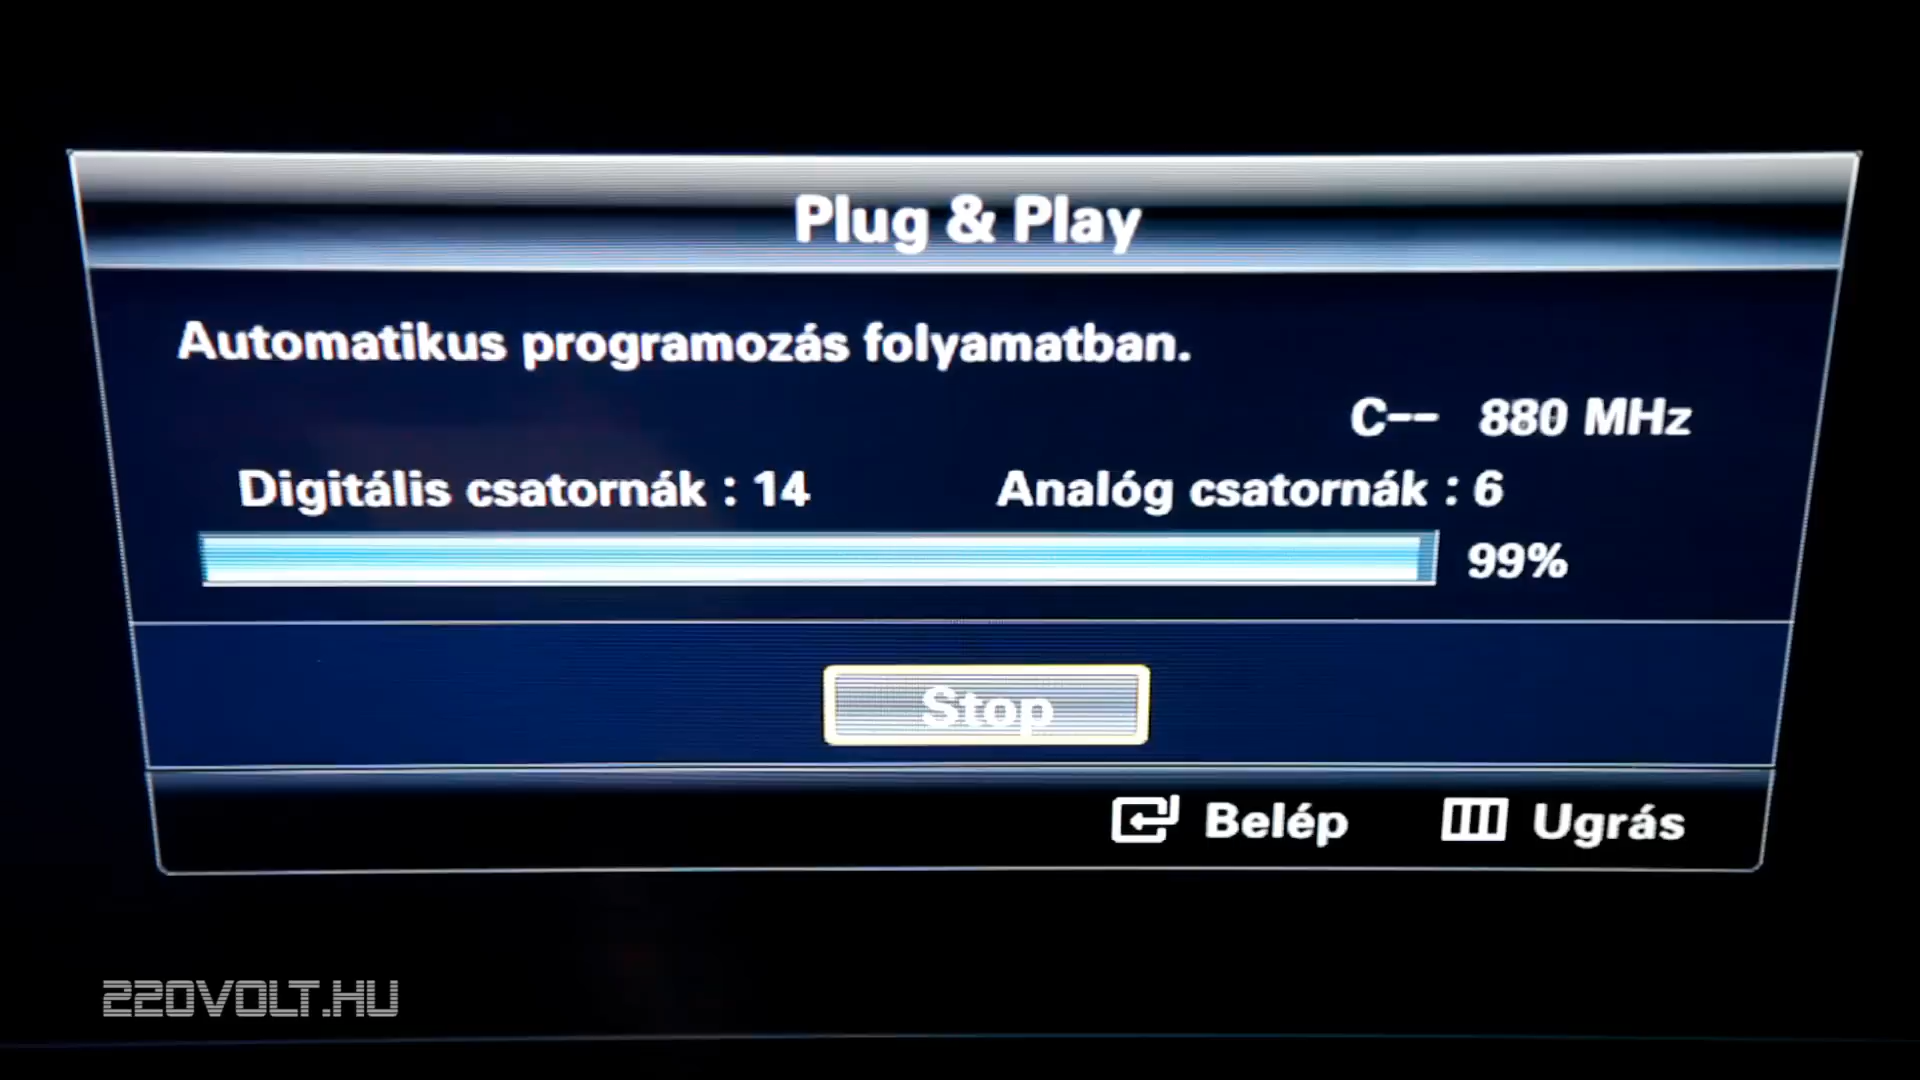 Plug & Play
Automatikus programozás folyamatban.
C-- 880 MHz
Digitális csatornák : 14 Analóg csatornák : 6
99%
Stop
Belép Ugrás
220VOLT.HU